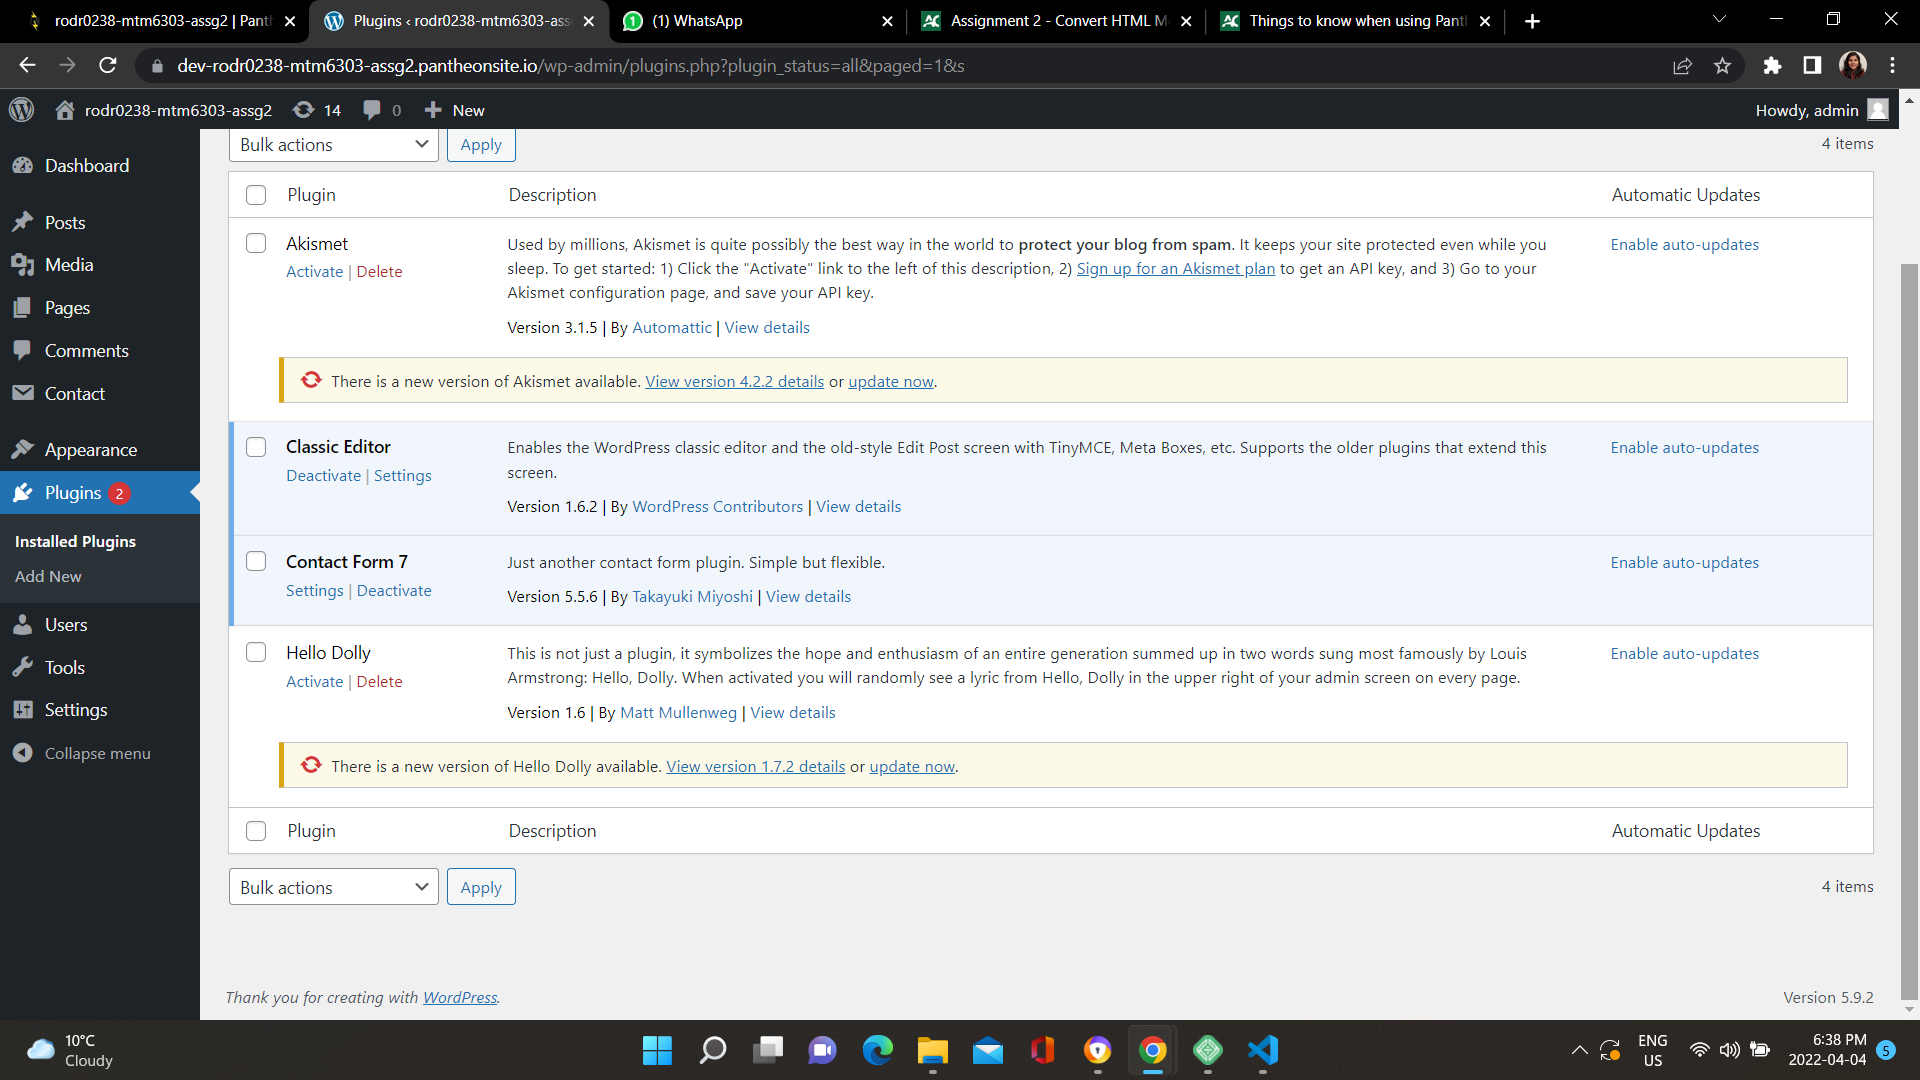 rodr0238-mtm6303-assg2 | Pant
Plugins ‹ rodr0238-mtm6303-ass
(1) WhatsApp
Assignment 2 - Convert HTML M
Things to know when using Pant
dev-rodr0238-mtm6303-assg2.pantheonsite.io/wp-admin/plugins.php?plugin_status=all&paged=1&s
rodr0238-mtm6303-assg2
14
0
New
Howdy, admin
Dashboard
Posts
Media
Pages
Comments
Contact
Appearance
Plugins 2
Installed Plugins
Add New
Users
Tools
Settings
Collapse menu
Bulk actions
Apply
4 items
Plugin
Description
Automatic Updates
Akismet
Activate | Delete
Used by millions, Akismet is quite possibly the best way in the world to protect your blog from spam. It keeps your site protected even while you
sleep. To get started: 1) Click the "Activate" link to the left of this description, 2) Sign up for an Akismet plan to get an API key, and 3) Go to your
Akismet configuration page, and save your API key.
Version 3.1.5 | By Automattic | View details
Enable auto-updates
There is a new version of Akismet available. View version 4.2.2 details or update now.
Classic Editor
Deactivate | Settings
Enables the WordPress classic editor and the old-style Edit Post screen with TinyMCE, Meta Boxes, etc. Supports the older plugins that extend this
screen.
Version 1.6.2 | By WordPress Contributors | View details
Enable auto-updates
Contact Form 7
Settings | Deactivate
Just another contact form plugin. Simple but flexible.
Version 5.5.6 | By Takayuki Miyoshi | View details
Enable auto-updates
Hello Dolly
Activate | Delete
This is not just a plugin, it symbolizes the hope and enthusiasm of an entire generation summed up in two words sung most famously by Louis
Armstrong: Hello, Dolly. When activated you will randomly see a lyric from Hello, Dolly in the upper right of your admin screen on every page.
Version 1.6 | By Matt Mullenweg | View details
Enable auto-updates
There is a new version of Hello Dolly available. View version 1.7.2 details or update now.
Plugin
Description
Automatic Updates
Bulk actions
Apply
4 items
Thank you for creating with WordPress.
Version 5.9.2
10°C
Cloudy
ENG
US
6:38 PM
2022-04-04
5